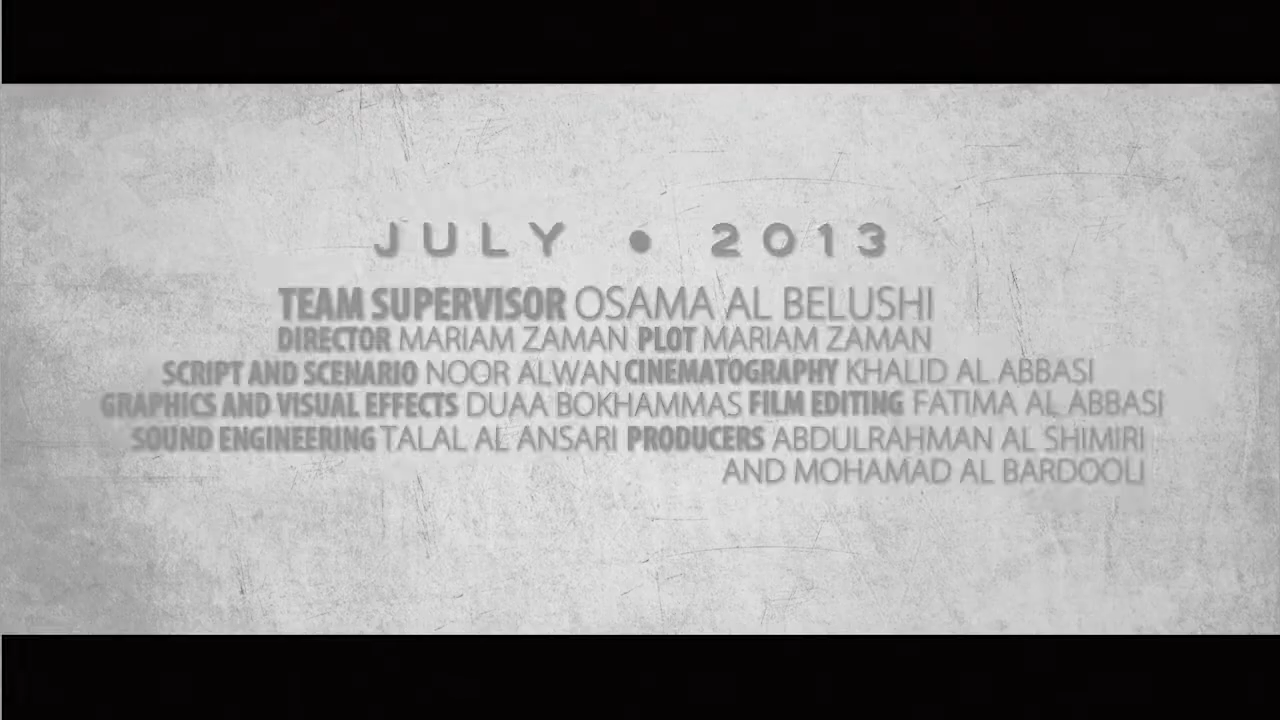 JULY • 2013
TEAM SUPERVISOR OSAMA AL BELUSHI
DIRECTOR MARIAM ZAMAN PLOT MARIAM ZAMAN
SCRIPT AND SCENARIO NOOR ALWAN CINEMATOGRAPHY KHALID AL ABBASI
GRAPHICS AND VISUAL EFFECTS DUAA BOKHAMMAS FILM EDITING FATIMA AL ABBASI
SOUND ENGINEERING TALAL AL ANSARI PRODUCERS ABDULRAHMAN AL SHIMIRI
AND MOHAMAD AL BARDOOLI